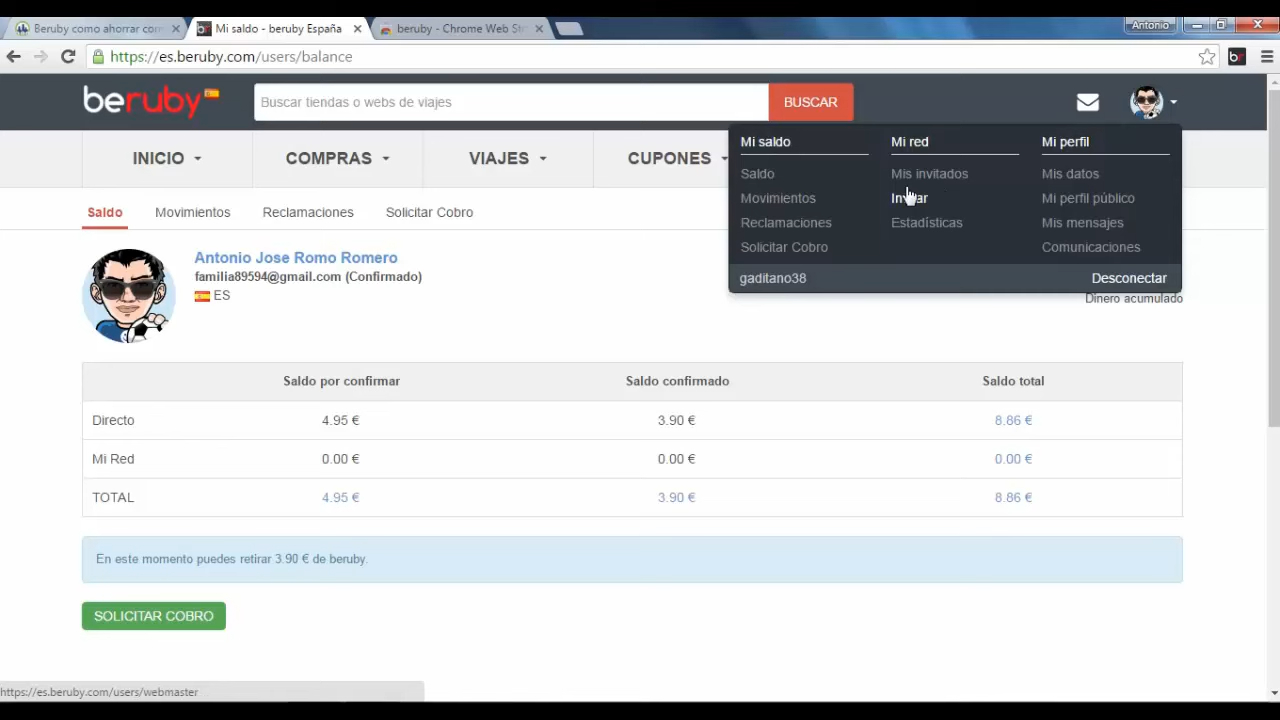 Beruby como ahorrar com
Mi saldo - beruby España
beruby - Chrome Web St
Antonio
https://es.beruby.com/users/balance
br
beruby
Buscar tiendas o webs de viajes
BUSCAR
INICIO
COMPRAS
VIAJES
CUPONES
Mi saldo
Mi red
Mi perfil
Saldo
Mis invitados
Mis datos
Movimientos
Mi perfil público
Reclamaciones
Estadísticas
Mis mensajes
Solicitar Cobro
Comunicaciones
gaditano38
Desconectar
Saldo
Movimientos
Reclamaciones
Solicitar Cobro
Antonio Jose Romo Romero
familia89594@gmail.com (Confirmado)
ES
Dinero acumulado
Saldo por confirmar
Saldo confirmado
Saldo total
Directo
4.95 €
3.90 €
8.86 €
Mi Red
0.00 €
0.00 €
0.00 €
TOTAL
4.95 €
3.90 €
8.86 €
En este momento puedes retirar 3.90 € de beruby.
SOLICITAR COBRO
https://es.beruby.com/users/webmaster